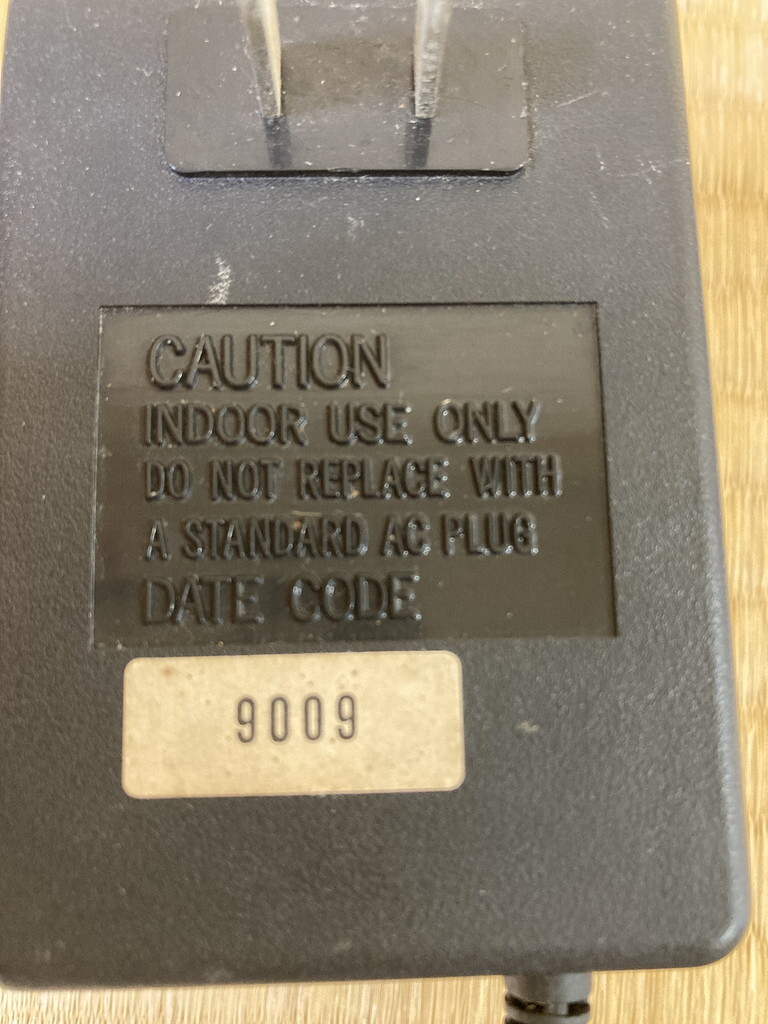 CAUTION
INDOOR USE ONLY
DO NOT REPLACE WITH
A STANDARD AC PLUG
DATE CODE
9009